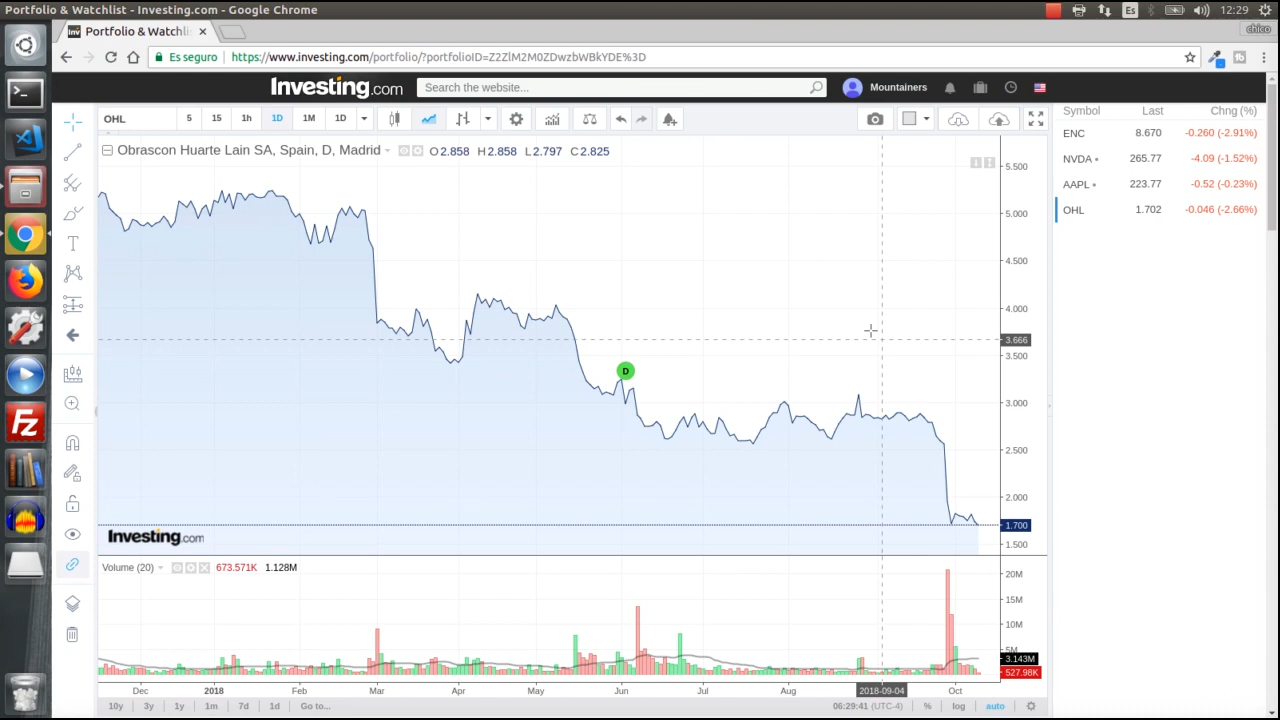 Portfolio & Watchlist - Investing.com - Google Chrome
Es
12:29
Inv Portfolio & Watchli
chico
Es seguro
https://www.investing.com/portfolio/?portfolioID=Z2ZlM2M0ZDwzbWBkYDE%3D
Investing.com
Search the website...
Mountainers
OHL
5
15
1h
1D
1M
1D
Obrascon Huarte Lain SA, Spain, D, Madrid
O 2.858 H 2.858 L 2.797 C 2.825
5.500
5.000
4.500
4.000
3.666
3.500
3.000
2.500
2.000
1.700
1.500
D
Investing.com
Volume (20)
673.571K
1.128M
20M
15M
10M
5M
3.143M
527.98K
Dec
2018
Feb
Mar
Apr
May
Jun
Jul
Aug
2018-09-04
Oct
10y
3y
1y
1m
7d
1d
Go to...
06:29:41 (UTC-4)
%
log
auto
Symbol Last Chng (%)
ENC 8.670 -0.260 (-2.91%)
NVDA 265.77 -4.09 (-1.52%)
AAPL 223.77 -0.52 (-0.23%)
OHL 1.702 -0.046 (-2.66%)
Fz
T